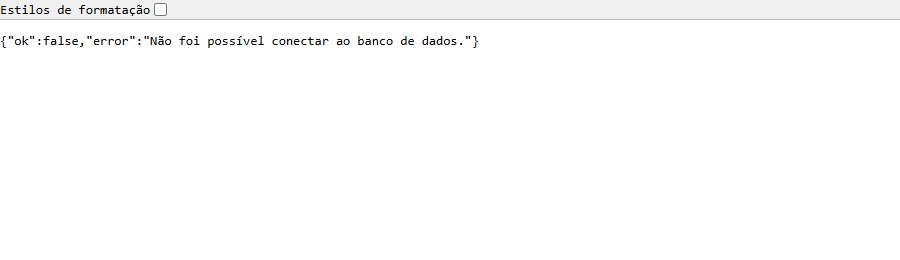 Estilos de formatação
{"ok":false,"error":"Não foi possível conectar ao banco de dados."}